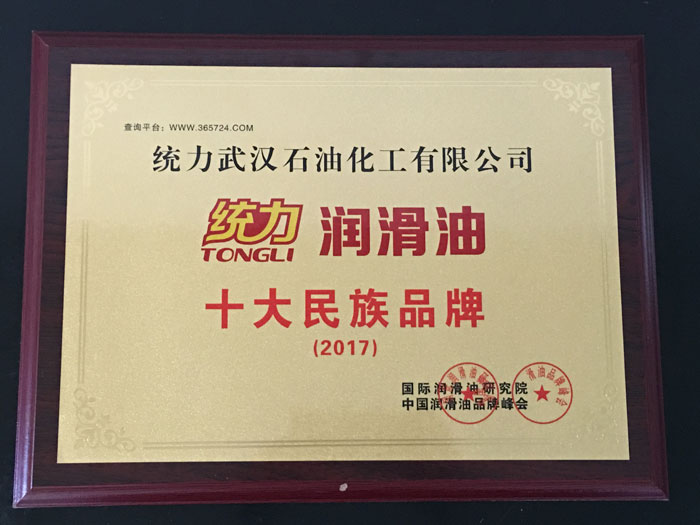 查询平台：WWW.365724.COM
统力武汉石油化工有限公司
统力 润滑油
TONGLI
十大民族品牌
(2017)
国际润滑油研究院
中国润滑油品牌峰会